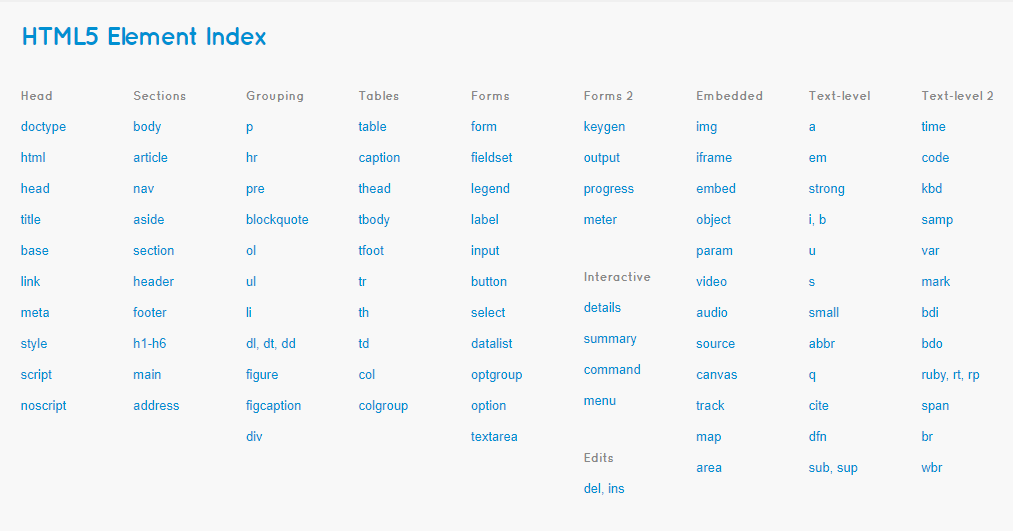 HTML5 Element Index
Head
doctype
html
head
title
base
link
meta
style
script
noscript
Sections
body
article
nav
aside
section
header
footer
h1-h6
main
address
Grouping
p
hr
pre
blockquote
ol
ul
li
dl, dt, dd
figure
figcaption
div
Tables
table
caption
thead
tbody
tfoot
tr
th
td
col
colgroup
Forms
form
fieldset
legend
label
input
button
select
datalist
optgroup
option
textarea
Forms 2
keygen
output
progress
meter
Interactive
details
summary
command
menu
Edits
del, ins
Embedded
img
iframe
embed
object
param
video
audio
source
canvas
track
map
area
Text-level
a
em
strong
i, b
u
s
small
abbr
q
cite
dfn
sub, sup
Text-level 2
time
code
kbd
samp
var
mark
bdi
bdo
ruby, rt, rp
span
br
wbr